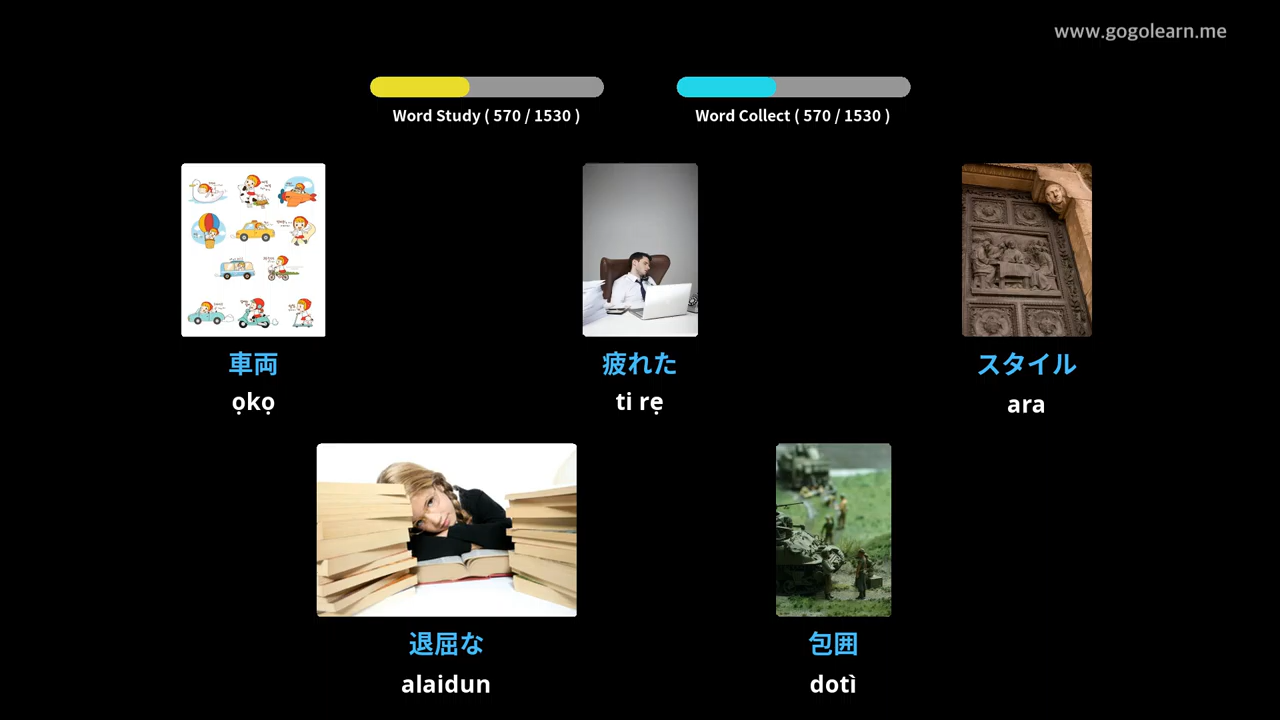 www.gogolearn.me
Word Study ( 570 / 1530 )
Word Collect ( 570 / 1530 )
車両
ọkọ
疲れた
ti rẹ
スタイル
ara
退屈な
alaidun
包囲
dotì